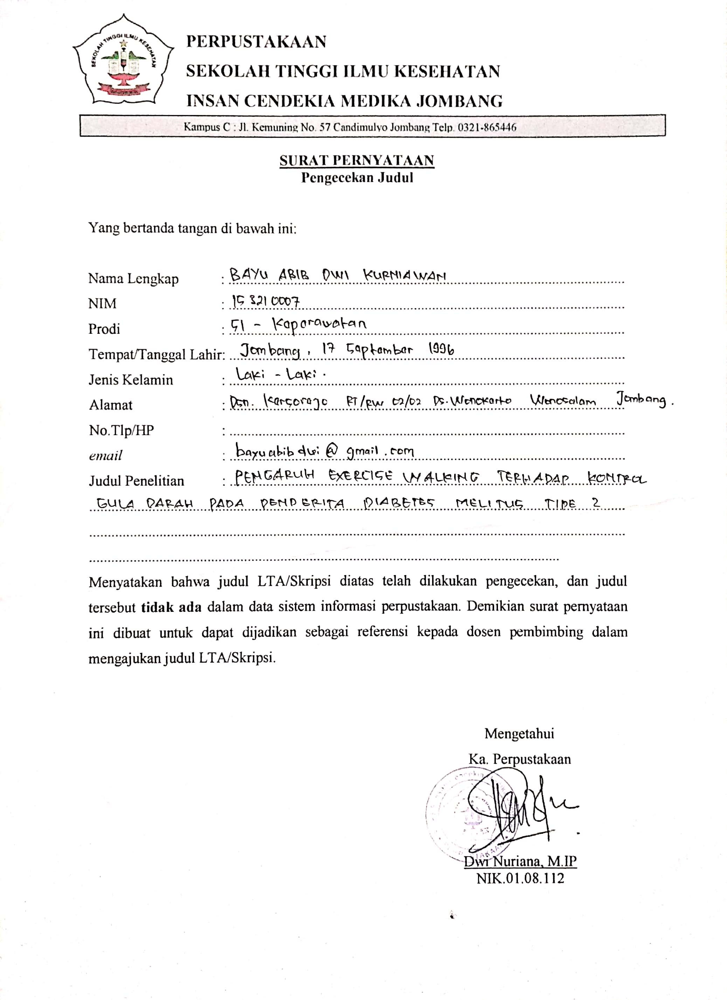 SEKOLAH TINGGI ILMU KESEHATAN
PERPUSTAKAAN
SEKOLAH TINGGI ILMU KESEHATAN
INSAN CENDEKIA MEDIKA JOMBANG
Kampus C : Jl. Kemuning No. 57 Candimulyo Jombang Telp. 0321-865446
SURAT PERNYATAAN
Pengecekan Judul
Yang bertanda tangan di bawah ini:
Nama Lengkap : BAYU ABIB DWI KURNIAWAN
NIM : 153210007
Prodi : S1 - Keperawatan
Tempat/Tanggal Lahir: Jombang, 17 September 1996
Jenis Kelamin : Laki - Laki.
Alamat : Dsn. RT/RW 02/02 Ds. Wonokerto Wonosalam Jombang.
No.Tlp/HP :
email : bayuabibdwi@gmail.com
Judul Penelitian : PENGARUH EXERCISE WALKING TERHADAP KONTROL
GULA DARAH PADA PENDERITA DIABETES MELITUS TIPE 2
Menyatakan bahwa judul LTA/Skripsi diatas telah dilakukan pengecekan, dan judul
tersebut tidak ada dalam data sistem informasi perpustakaan. Demikian surat pernyataan
ini dibuat untuk dapat dijadikan sebagai referensi kepada dosen pembimbing dalam
mengajukan judul LTA/Skripsi.
Mengetahui
Ka. Perpustakaan
Dwi Nuriana, M.IP
NIK.01.08.112